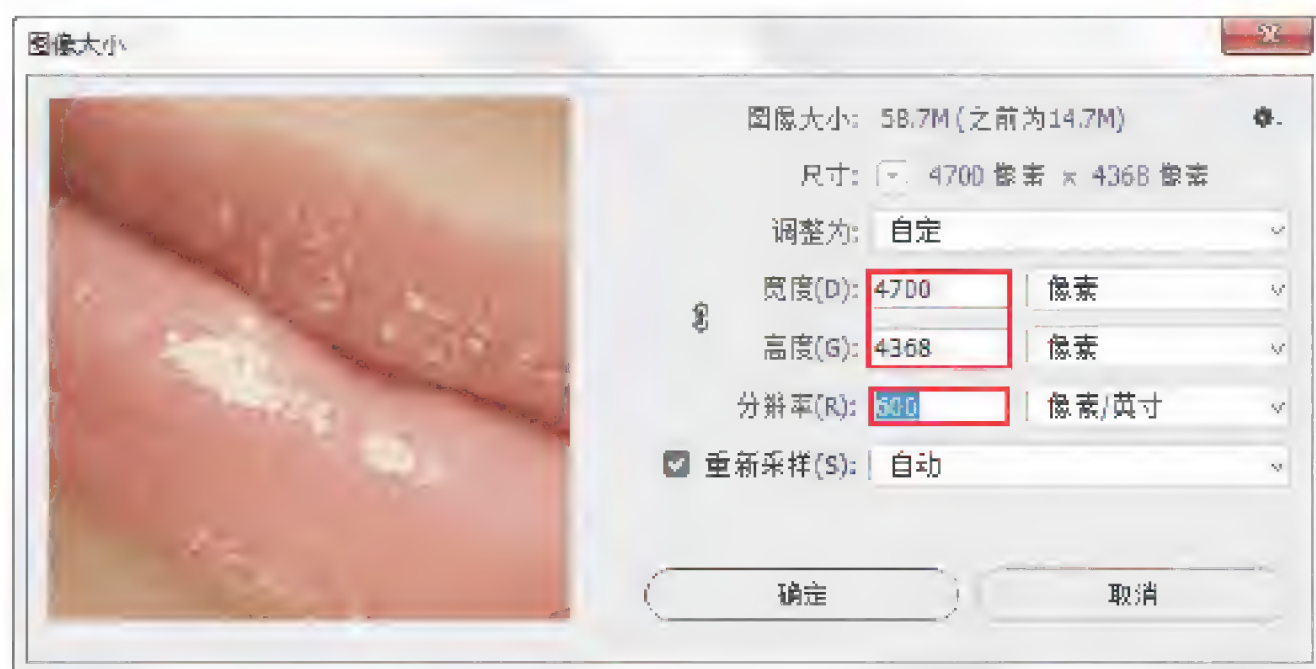 图像大小
图像大小: 58.7M (之前为14.7M)
尺寸: 4700 像素 × 4368 像素
调整为: 自定
宽度(D): 4700 像素
高度(G): 4368 像素
分辨率(R): 600 像素/英寸
重新采样(S): 自动
确定 取消